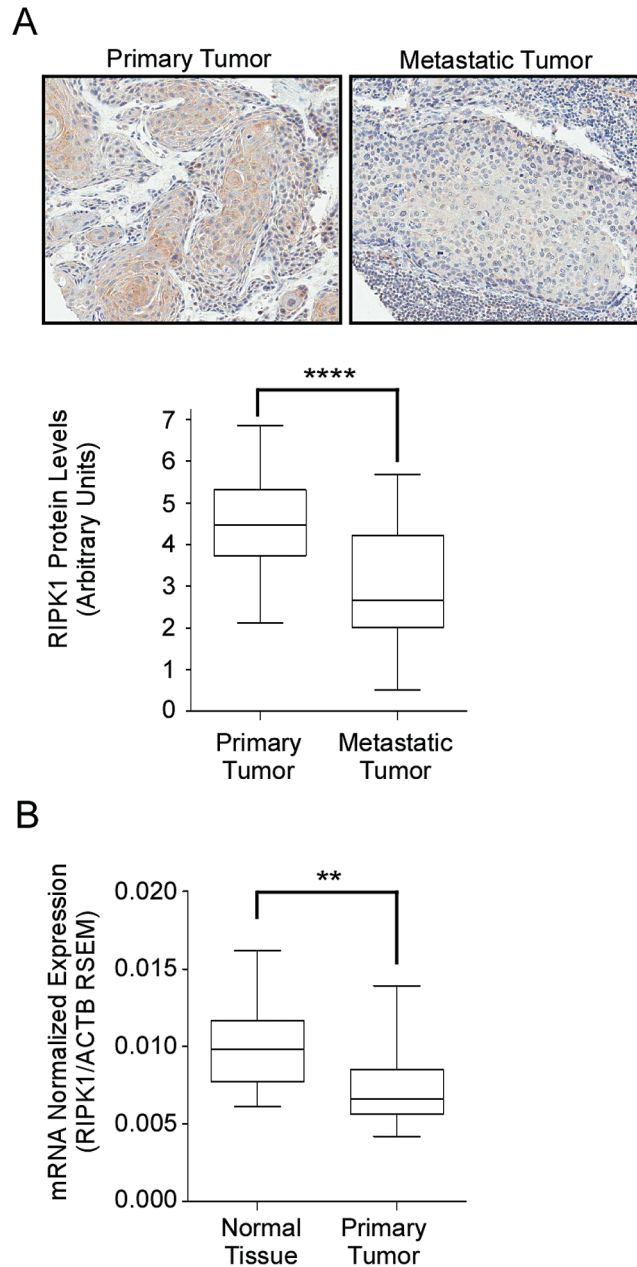 A
Primary Tumor
Metastatic Tumor
****
RIPK1 Protein Levels
(Arbitrary Units)
7
6
5
4
3
2
1
0
Primary
Tumor
Metastatic
Tumor
B
**
mRNA Normalized Expression
(RIPK1/ACTB RSEM)
0.020
0.015
0.010
0.005
0.000
Normal
Tissue
Primary
Tumor